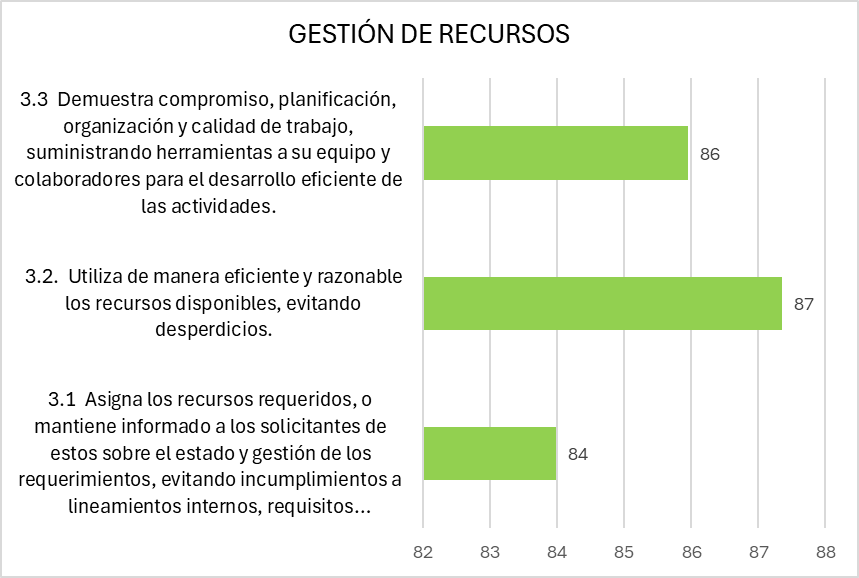 GESTIÓN DE RECURSOS
3.3  Demuestra compromiso, planificación,
organización y calidad de trabajo,
suministrando herramientas a su equipo y
colaboradores para el desarrollo eficiente de
las actividades.
86
3.2.  Utiliza de manera eficiente y razonable
los recursos disponibles, evitando
desperdicios.
87
3.1  Asigna los recursos requeridos, o
mantiene informado a los solicitantes de
estos sobre el estado y gestión de los
requerimientos, evitando incumplimientos a
lineamientos internos, requisitos...
84
82 83 84 85 86 87 88